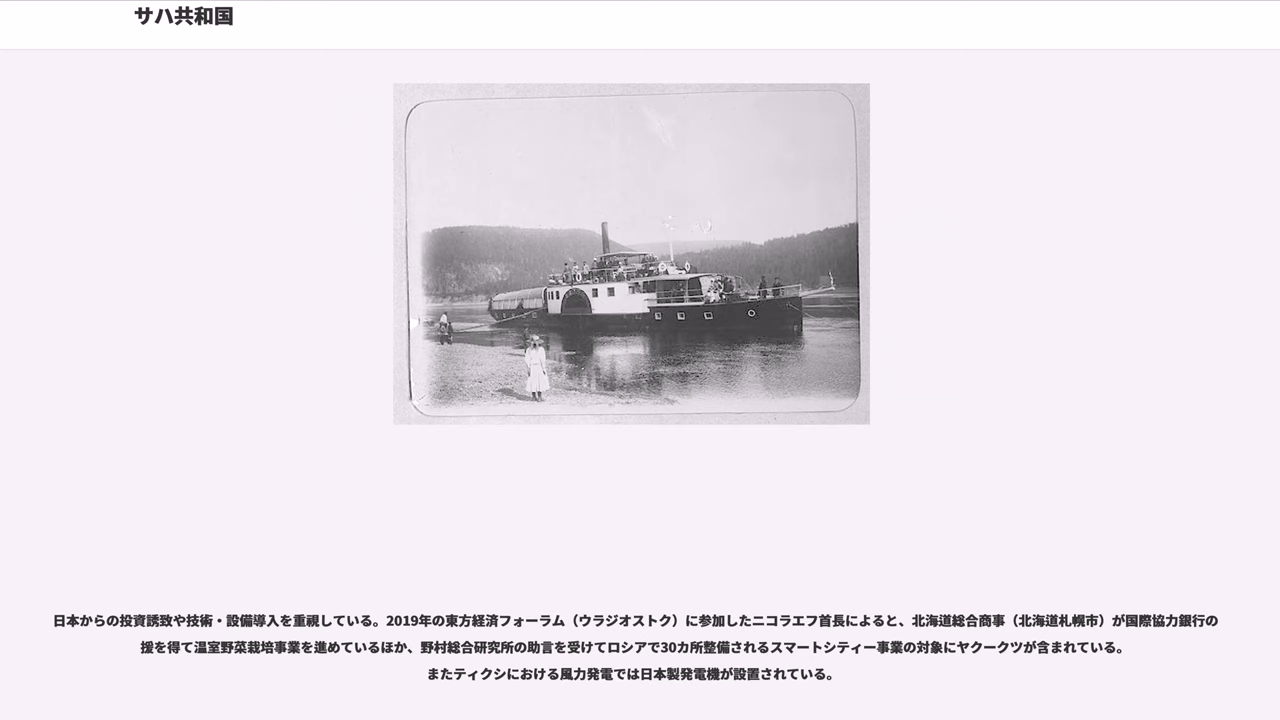 サハ共和国
日本からの投資誘致や技術・設備導入を重視している。2019年の東方経済フォーラム（ウラジオストク）に参加したニコラエフ首長によると、北海道総合商事（北海道札幌市）が国際協力銀行の
援を得て温室野菜栽培事業を進めているほか、野村総合研究所の助言を受けてロシアで30カ所整備されるスマートシティー事業の対象にヤクークツが含まれている。
またティクシにおける風力発電では日本製発電機が設置されている。